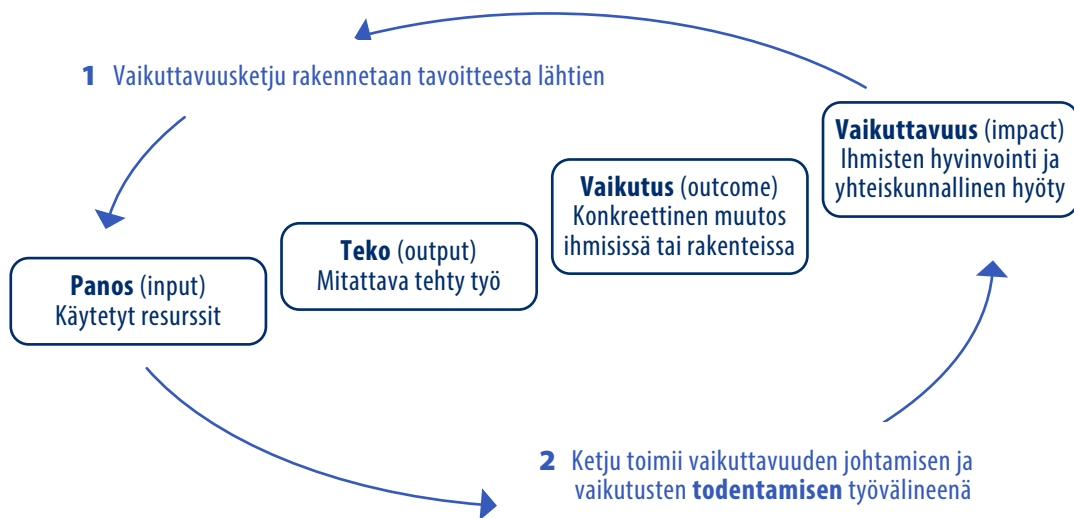 1 Vaikuttavuusketju rakennetaan tavoitteesta lähtien
Panos (input)
Käytetyt resurssit
Teko (output)
Mitattava tehty työ
Vaikutus (outcome)
Konkreettinen muutos
ihmisissä tai rakenteissa
Vaikuttavuus (impact)
Ihmisten hyvinvointi ja
yhteiskunnallinen hyöty
2 Ketju toimii vaikuttavuuden johtamisen ja
vaikutusten todentamisen työvälineenä